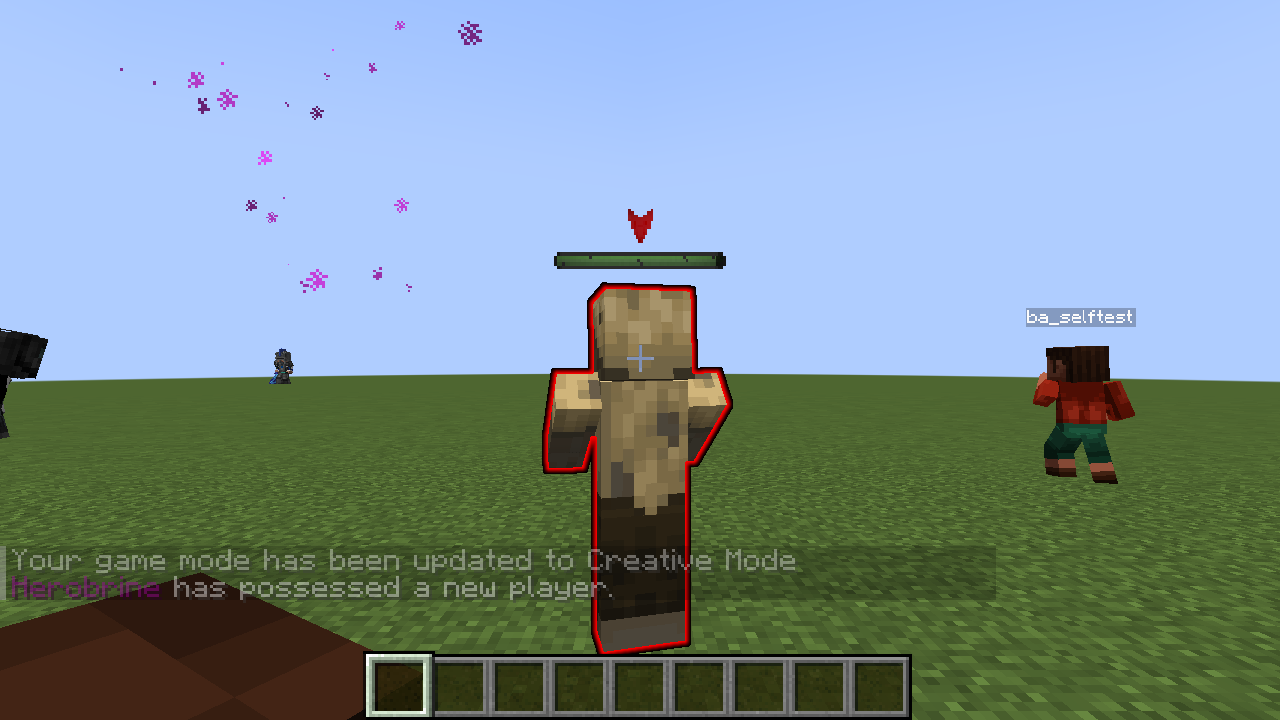 ba_selftest
Your game mode has been updated to Creative Mode
Herobrine has possessed a new player.